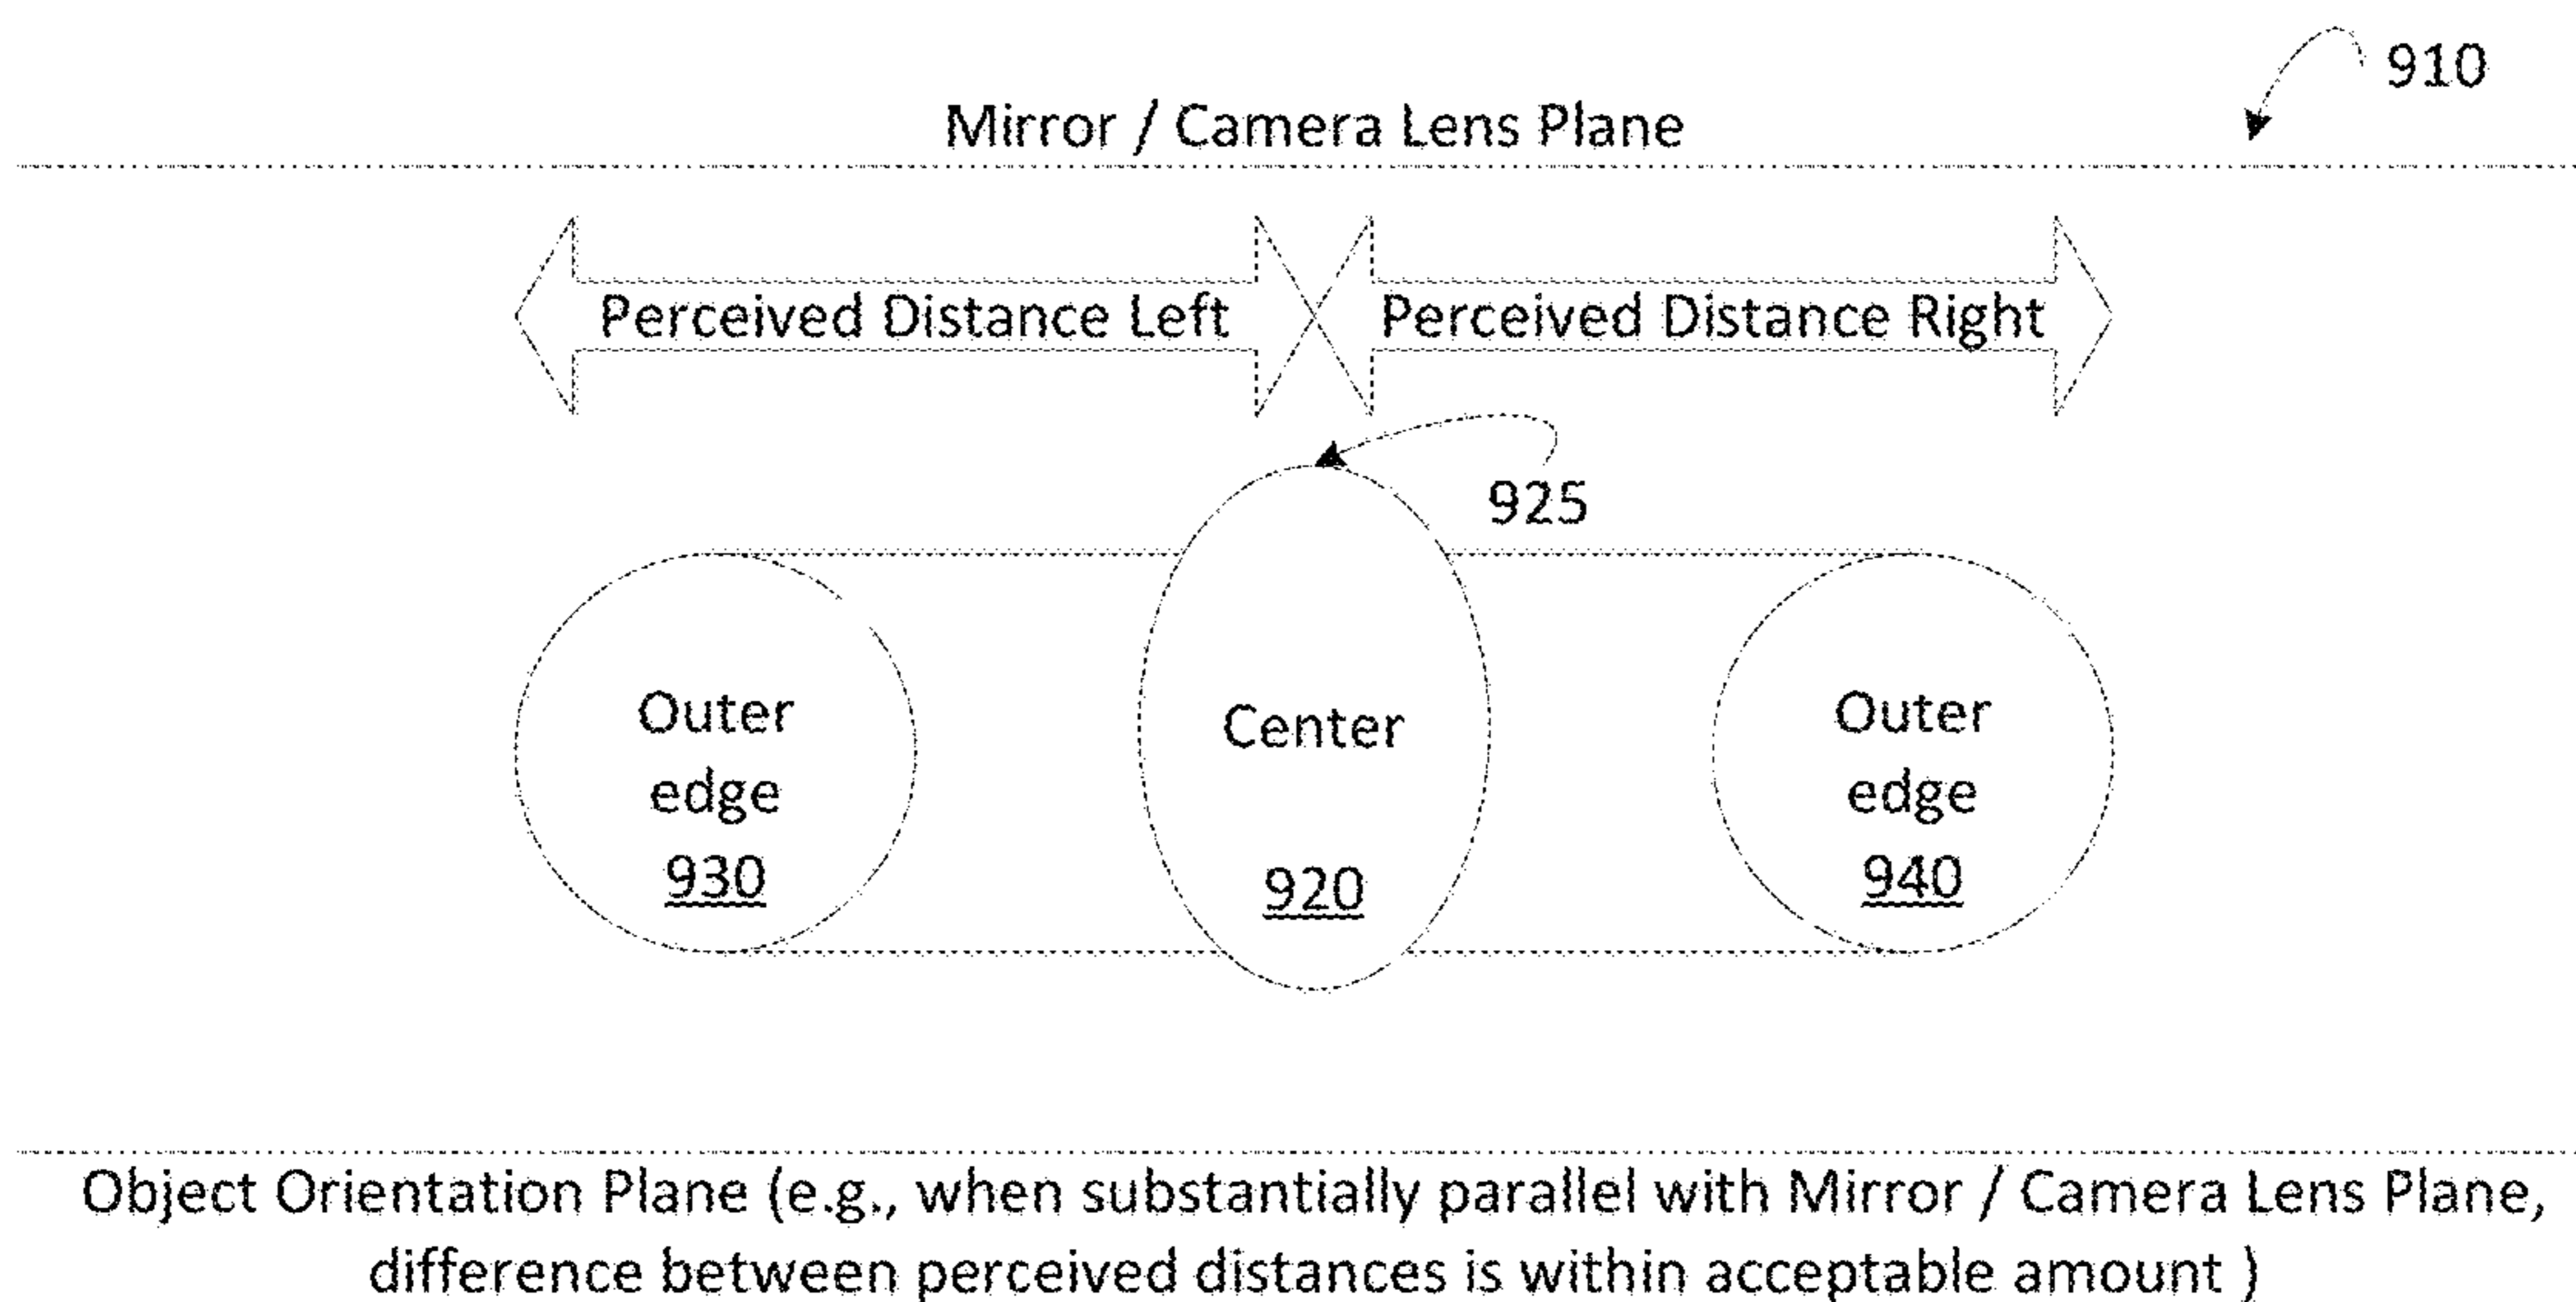 910
Mirror / Camera Lens Plane
Perceived Distance Left
Perceived Distance Right
925
Outer
edge
930
Center
920
Outer
edge
940
Object Orientation Plane (e.g., when substantially parallel with Mirror / Camera Lens Plane,
difference between perceived distances is within acceptable amount )